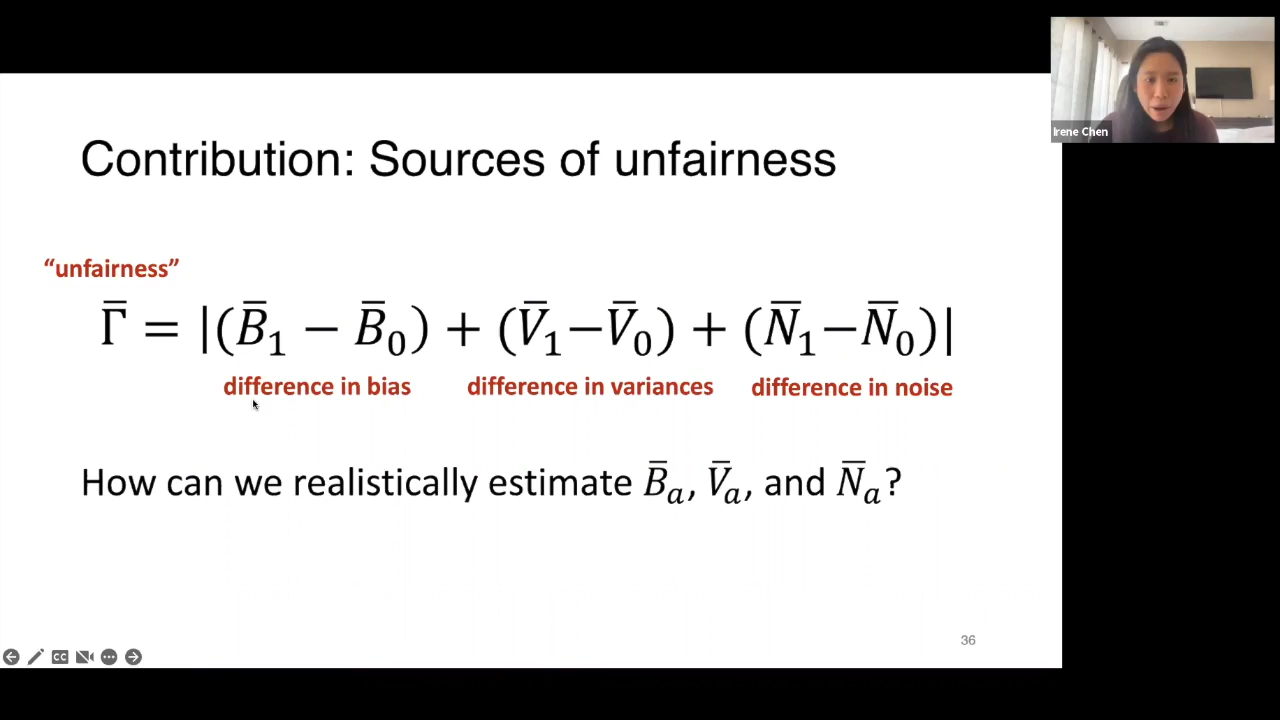 Irene Chen
Contribution: Sources of unfairness
“unfairness”
Γ̅ = |(B̅₁ − B̅₀) + (V̅₁−V̅₀) + (N̅₁−N̅₀)|
difference in bias difference in variances difference in noise
How can we realistically estimate B̅ₐ, V̅ₐ, and N̅ₐ?
36
CC